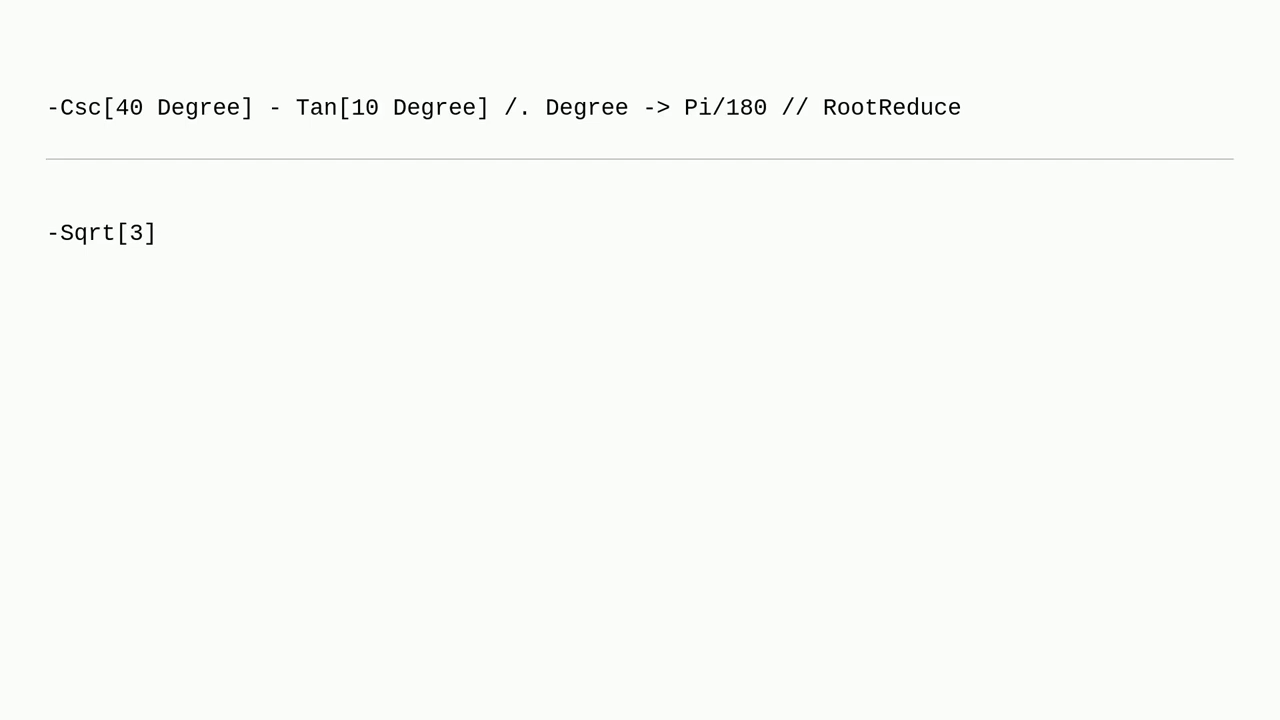 -Csc[40 Degree] - Tan[10 Degree] /. Degree -> Pi/180 // RootReduce
-Sqrt[3]